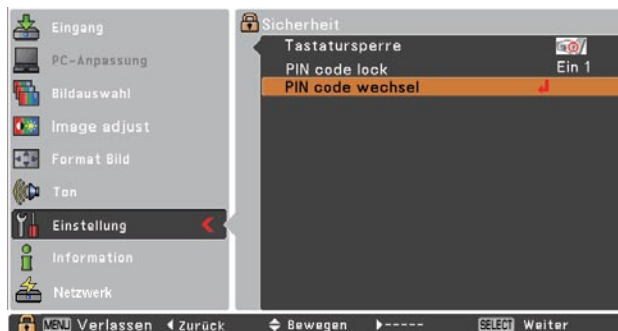 Eingang
PC-Anpassung
Bildauswahl
Image adjust
Format Bild
Ton
Einstellung
Information
Netzwerk
Sicherheit
Tastatursperre
PIN code lock Ein 1
PIN code wechsel
MENU Verlassen Zurück Bewegen ----- SELECT Weiter